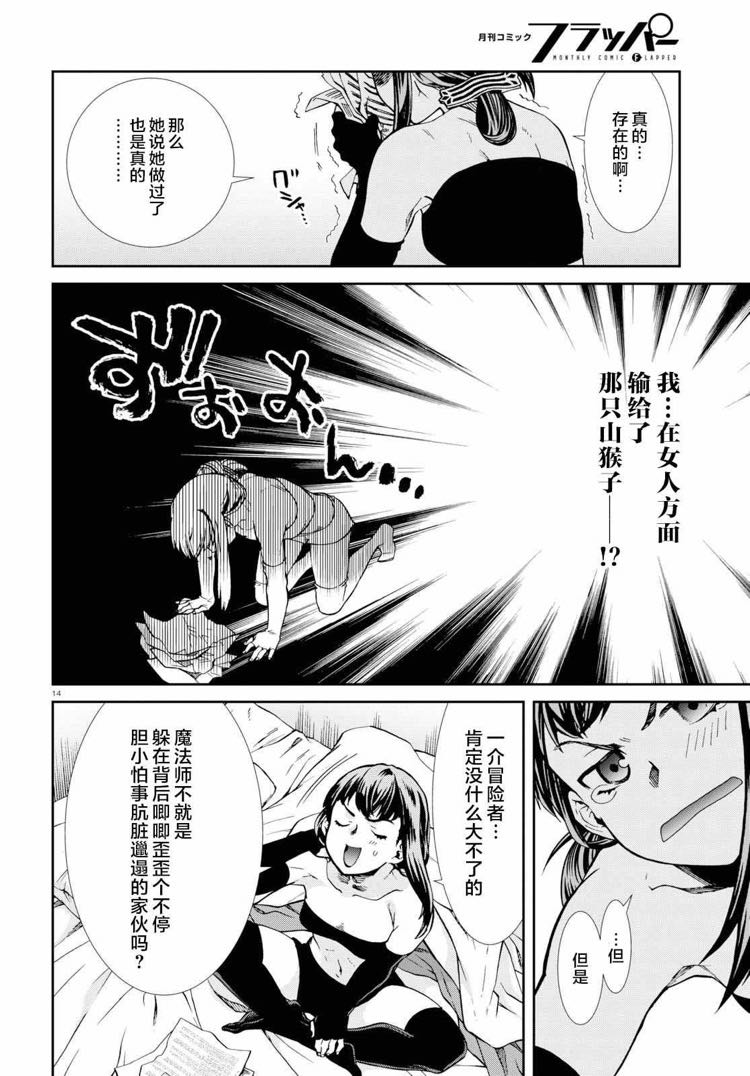 月刊コミック
フラッパー
MONTHLY COMIC FLAPPER
真的…
存在的啊…
那么
她说她做过了
也是真的
…………
グシャ…
我…在女人方面
输给了
那只山猴子——!?
ずぅぉぉん…
14
…但
但是
一介冒险者…
肯定没什么大不了的
魔法师不就是
躲在背后唧唧歪歪个不停
胆小怕事肮脏邋遢的家伙吗？